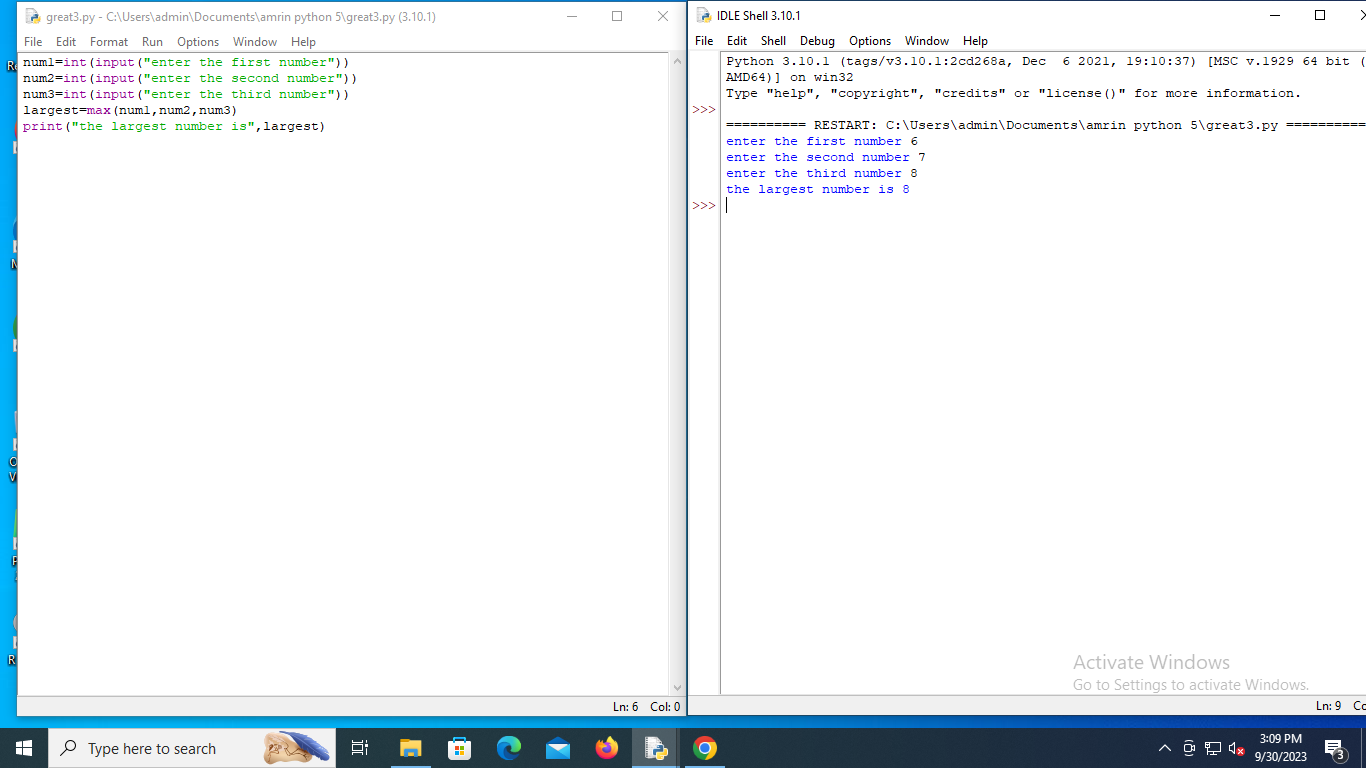 great3.py - C:\Users\admin\Documents\amrin python 5\great3.py (3.10.1)
File Edit Format Run Options Window Help
num1=int(input("enter the first number"))
num2=int(input("enter the second number"))
num3=int(input("enter the third number"))
largest=max(num1,num2,num3)
print("the largest number is",largest)
Ln: 6 Col: 0
IDLE Shell 3.10.1
File Edit Shell Debug Options Window Help
Python 3.10.1 (tags/v3.10.1:2cd268a, Dec  6 2021, 19:10:37) [MSC v.1929 64 bit (
AMD64)] on win32
Type "help", "copyright", "credits" or "license()" for more information.
>>>
========== RESTART: C:\Users\admin\Documents\amrin python 5\great3.py ==========
enter the first number 6
enter the second number 7
enter the third number 8
the largest number is 8
>>>
Activate Windows
Go to Settings to activate Windows.
Ln: 9 Co
Type here to search
3:09 PM
9/30/2023
3